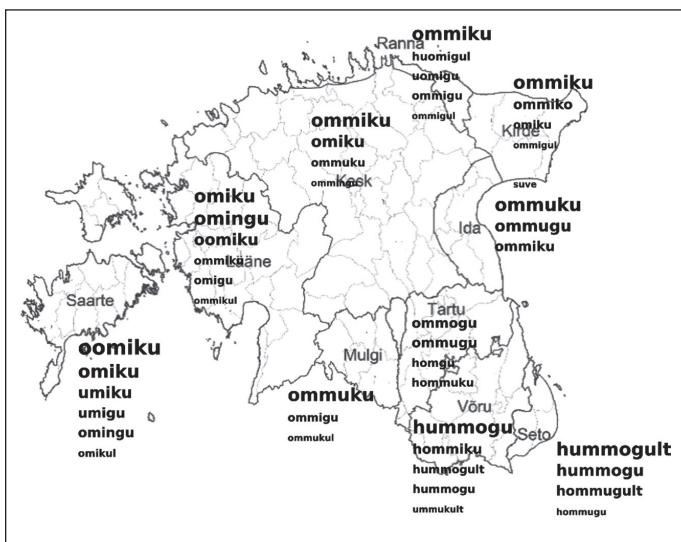 Ranna
ommiku
huomigul
uomigu
ommigu
ommigul
ommiku
ommiko
omiku
Kirde
ommigul
suve
ommiku
omiku
ommuku
ommingu
Kesk
omiku
omingu
oomiku
ommiku
Lääne
omigu
ommikul
ommuku
ommugu
Ida
ommiku
Saarte
oomiku
omiku
umiku
umigu
omingu
omikul
Mulgi
ommuku
ommigu
ommukul
Tartu
ommogu
ommugu
homgu
hommuku
Võru
hummogu
hommiku
hummogult
hummogu
ummukult
Seto
hummogult
hummogu
hommugult
hommugu